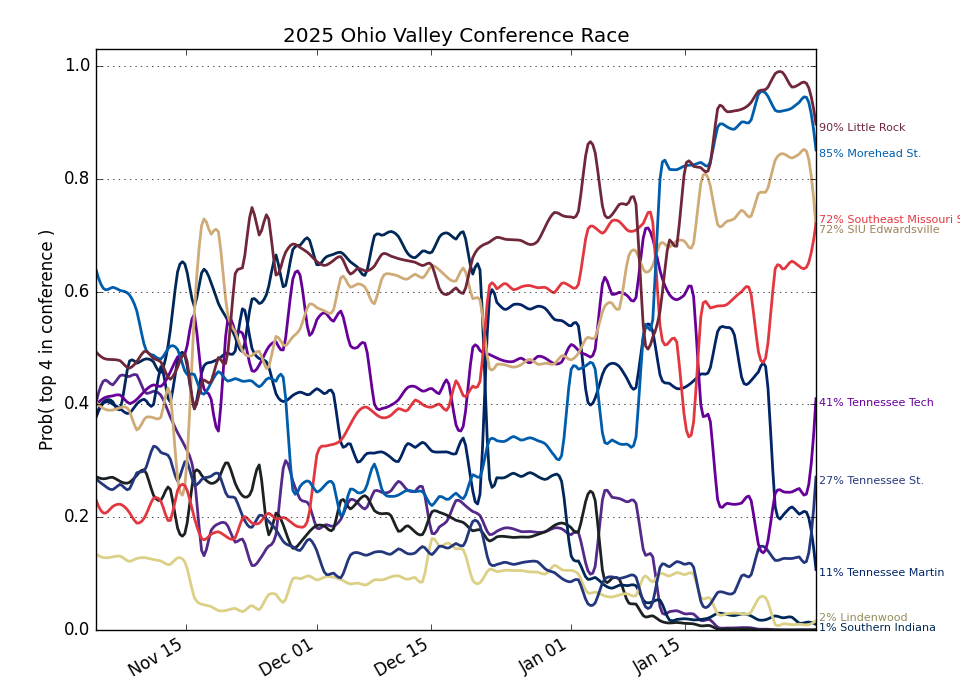 2025 Ohio Valley Conference Race
Prob( top 4 in conference )
1.0
0.8
0.6
0.4
0.2
0.0
Nov 15
Dec 01
Dec 15
Jan 01
Jan 15
90% Little Rock
85% Morehead St.
72% Southeast Missouri S
72% SIU Edwardsville
41% Tennessee Tech
27% Tennessee St.
11% Tennessee Martin
2% Lindenwood
1% Southern Indiana